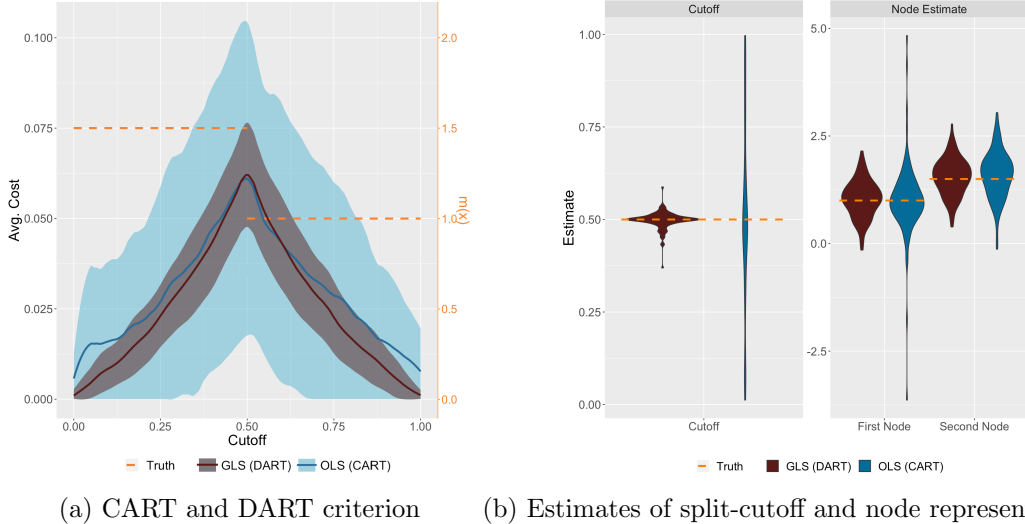 0.100
0.075
0.050
0.025
0.000
Avg. Cost
2.0
1.5
1.0
0.5
0.0
m(x)
0.00 0.25 0.50 0.75 1.00
Cutoff
Truth GLS (DART) OLS (CART)
(a) CART and DART criterion
Cutoff
1.00
0.75
0.50
0.25
0.00
Estimate
Cutoff
Node Estimate
5.0
2.5
0.0
-2.5
First Node Second Node
Truth GLS (DART) OLS (CART)
(b) Estimates of split-cutoff and node represen